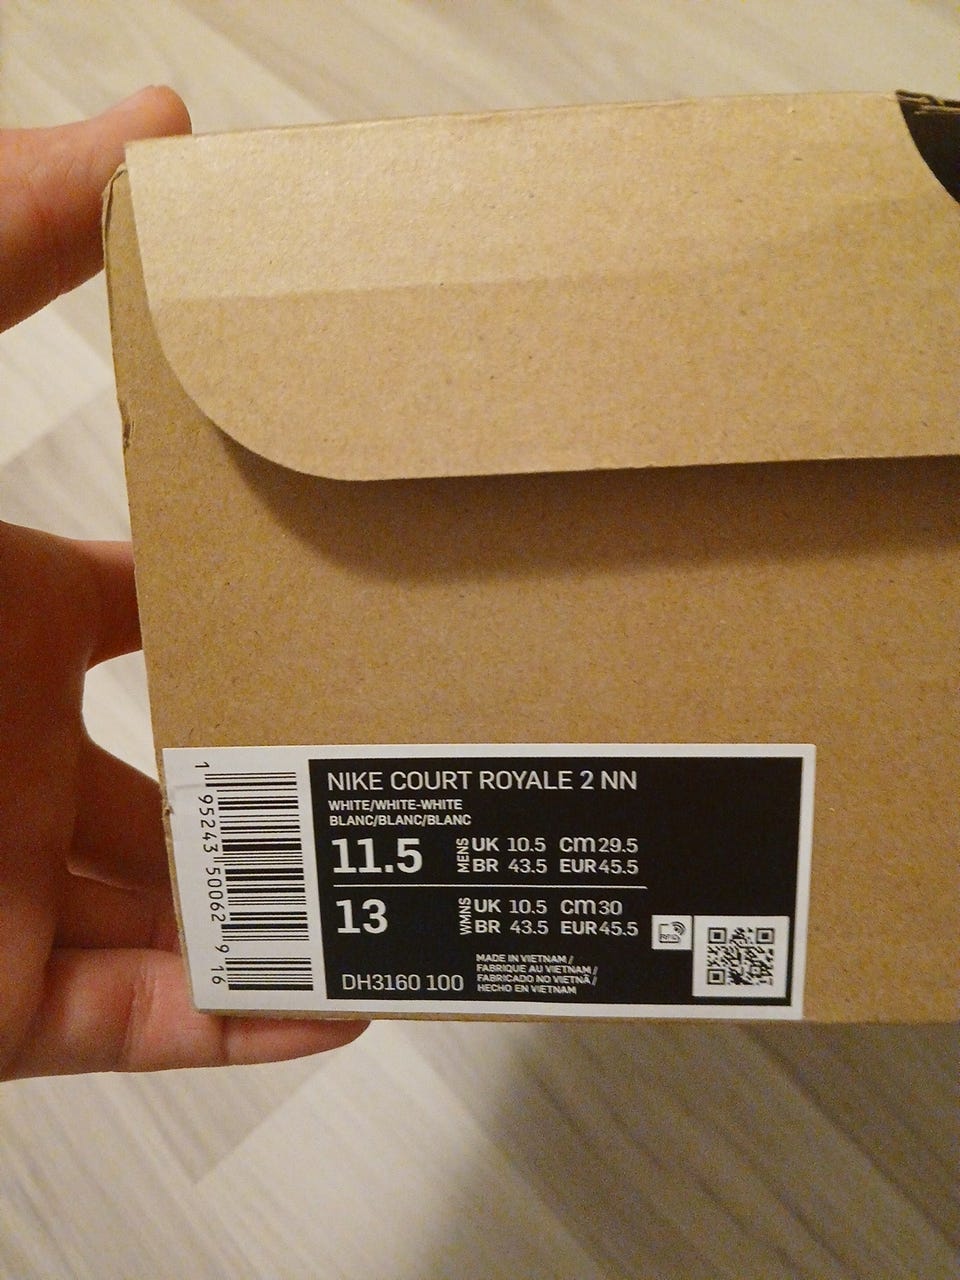 NIKE COURT ROYALE 2 NN
WHITE/WHITE-WHITE
BLANC/BLANC/BLANC
11.5 MENS UK 10.5 CM 29.5
BR 43.5 EUR 45.5
13 WMNS UK 10.5 CM 30
BR 43.5 EUR 45.5
DH3160 100
MADE IN VIETNAM /
FABRIQUE AU VIETNAM /
FABRICADO NO VIETNÃ /
HECHO EN VIETNAM
RFID
1 95243 50062 9 16